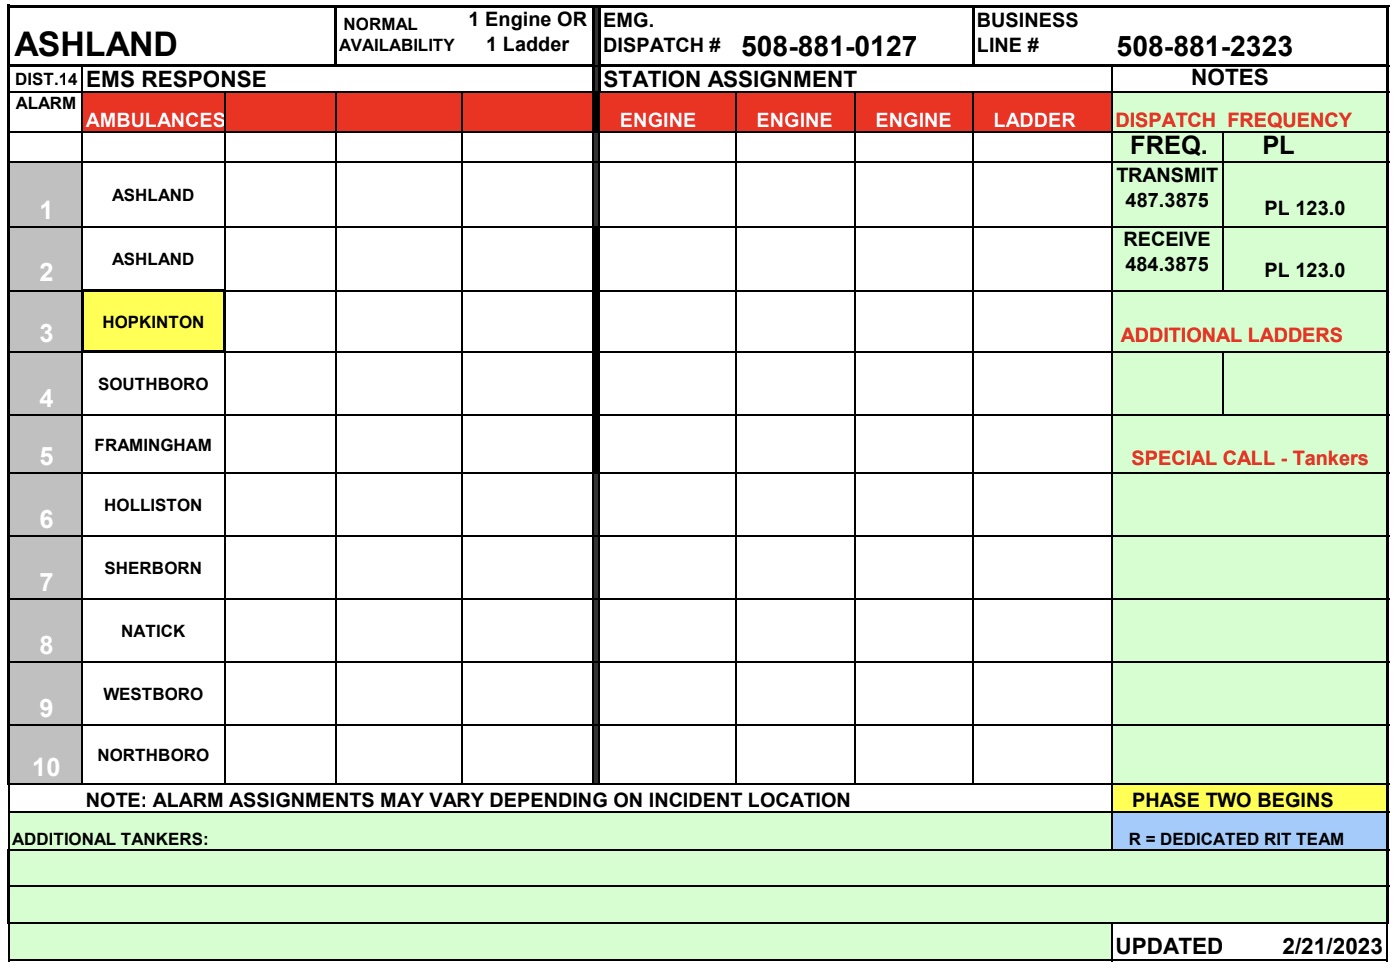 ASHLAND
NORMAL AVAILABILITY
1 Engine OR
1 Ladder
EMG.
DISPATCH # 508-881-0127
BUSINESS
LINE # 508-881-2323
DIST.14 EMS RESPONSE STATION ASSIGNMENT NOTES
ALARM AMBULANCES ENGINE ENGINE ENGINE LADDER DISPATCH FREQUENCY
FREQ. PL
1 ASHLAND TRANSMIT
487.3875 PL 123.0
2 ASHLAND RECEIVE
484.3875 PL 123.0
3 HOPKINTON ADDITIONAL LADDERS
4 SOUTHBORO
5 FRAMINGHAM SPECIAL CALL - Tankers
6 HOLLISTON
7 SHERBORN
8 NATICK
9 WESTBORO
10 NORTHBORO
NOTE: ALARM ASSIGNMENTS MAY VARY DEPENDING ON INCIDENT LOCATION PHASE TWO BEGINS
ADDITIONAL TANKERS: R = DEDICATED RIT TEAM
UPDATED 2/21/2023